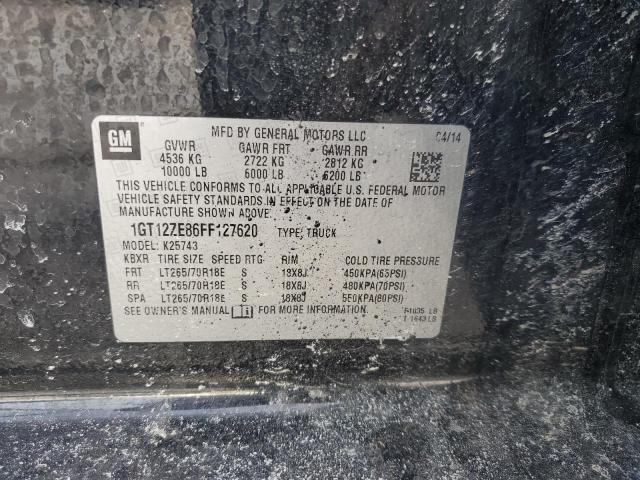 GM
MFD BY GENERAL MOTORS LLC 04/14
GVWR GAWR FRT GAWR RR
4536 KG 2722 KG 2812 KG
10000 LB 6000 LB 6200 LB
THIS VEHICLE CONFORMS TO ALL APPLICABLE U.S. FEDERAL MOTOR
VEHICLE SAFETY STANDARDS IN EFFECT ON THE DATE OF
MANUFACTURE SHOWN ABOVE.
1GT12ZE86FF127620 TYPE: TRUCK
MODEL: K25743
KBXR TIRE SIZE SPEED RTG RIM COLD TIRE PRESSURE
FRT LT265/70R18E S 18X8J 450KPA(65PSI)
RR LT265/70R18E S 18X8J 480KPA(70PSI)
SPA LT265/70R18E S 18X8J 550KPA(80PSI)
SEE OWNER'S MANUAL FOR MORE INFORMATION. LB
T 1643 LB